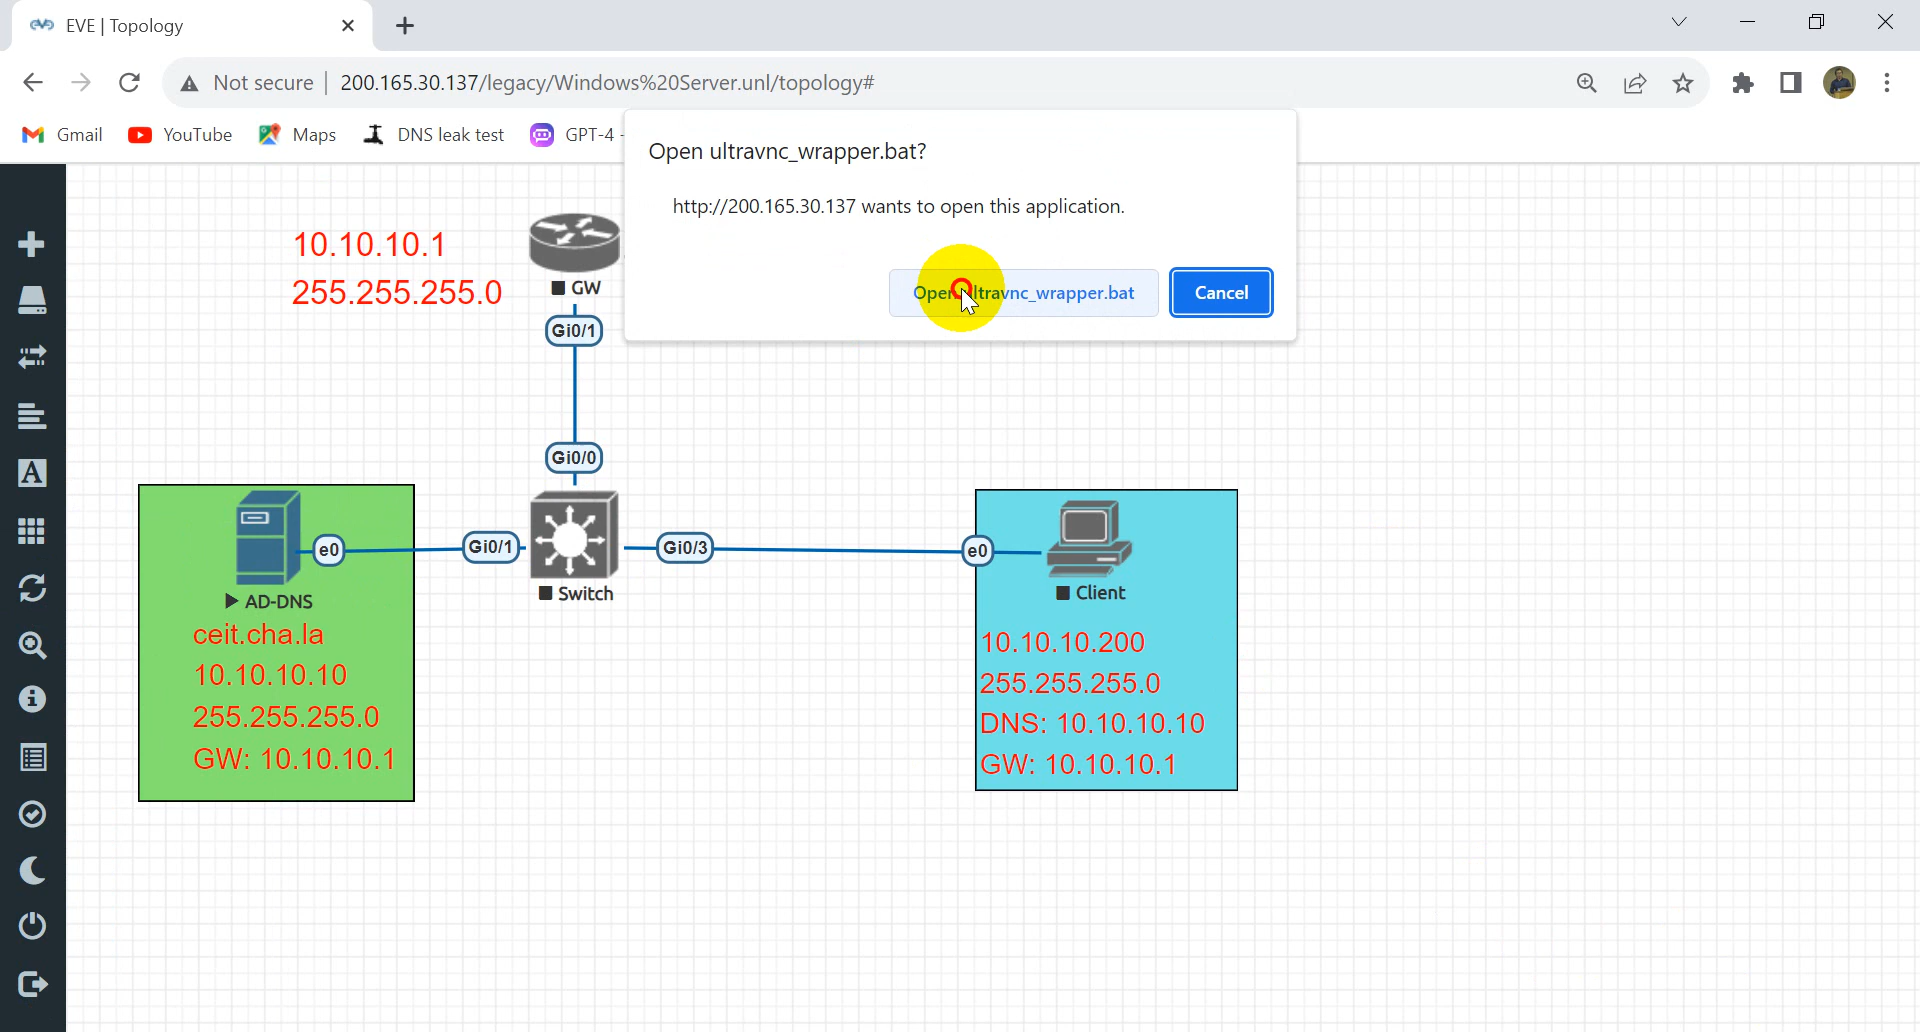 EVE | Topology
Not secure
200.165.30.137/legacy/Windows%20Server.unl/topology#
Gmail
YouTube
Maps
DNS leak test
GPT-4 -
Open ultravnc_wrapper.bat?
http://200.165.30.137 wants to open this application.
Open ultravnc_wrapper.bat
Cancel
10.10.10.1
255.255.255.0
GW
Gi0/1
Gi0/0
e0
Gi0/1
Gi0/3
e0
AD-DNS
Switch
Client
ceit.cha.la
10.10.10.10
255.255.255.0
GW: 10.10.10.1
10.10.10.200
255.255.255.0
DNS: 10.10.10.10
GW: 10.10.10.1